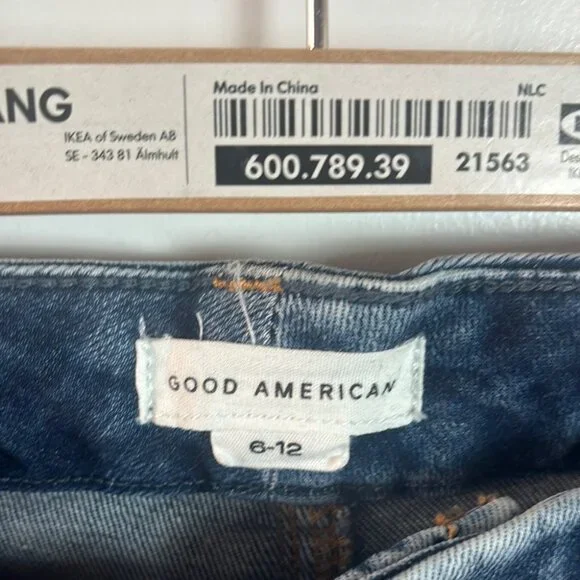 ANG
IKEA of Sweden AB
SE - 343 81 Älmhult
Made In China
NLC
600.789.39
21563
GOOD AMERICAN
6-12